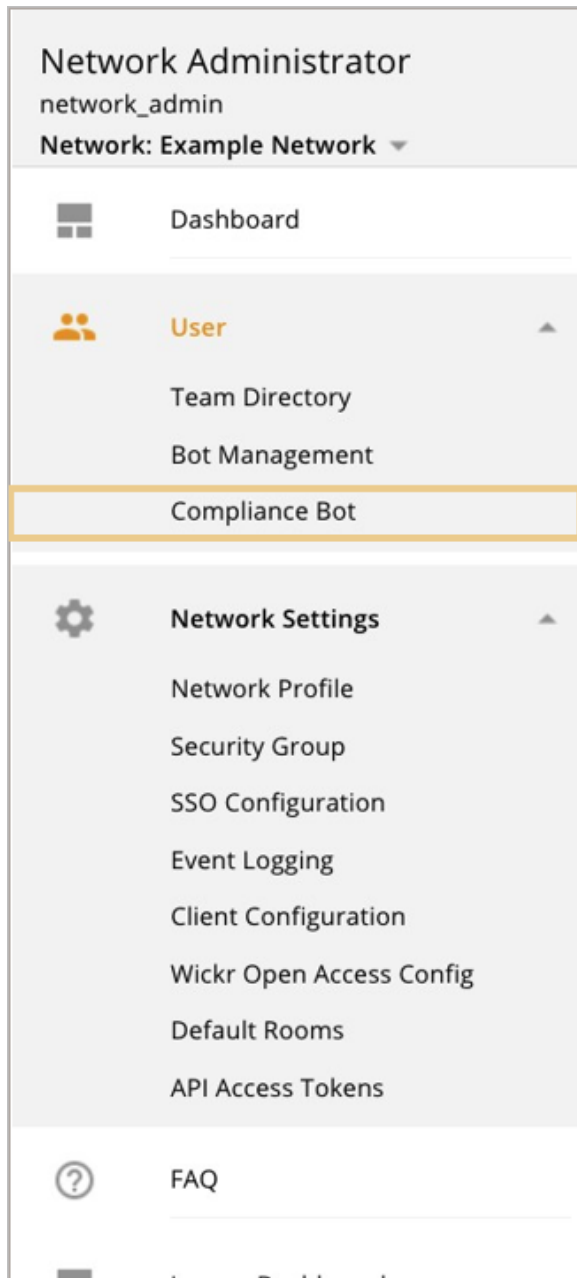 Network Administrator
network_admin
Network: Example Network
Dashboard
User
Team Directory
Bot Management
Compliance Bot
Network Settings
Network Profile
Security Group
SSO Configuration
Event Logging
Client Configuration
Wickr Open Access Config
Default Rooms
API Access Tokens
FAQ